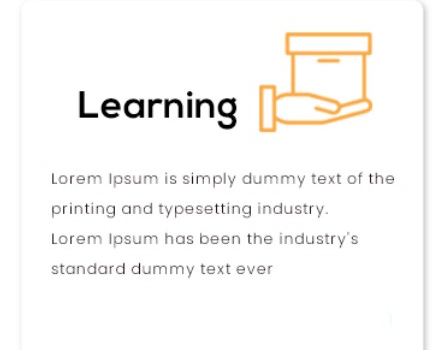 Learning
Lorem Ipsum is simply dummy text of the
printing and typesetting industry.
Lorem Ipsum has been the industry's
standard dummy text ever